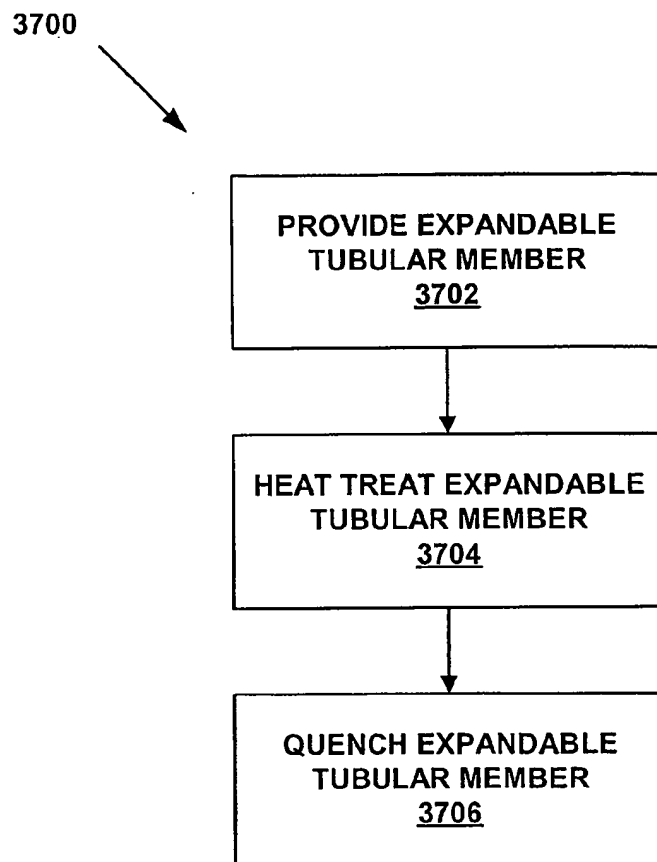 3700
PROVIDE EXPANDABLE
TUBULAR MEMBER
3702
HEAT TREAT EXPANDABLE
TUBULAR MEMBER
3704
QUENCH EXPANDABLE
TUBULAR MEMBER
3706